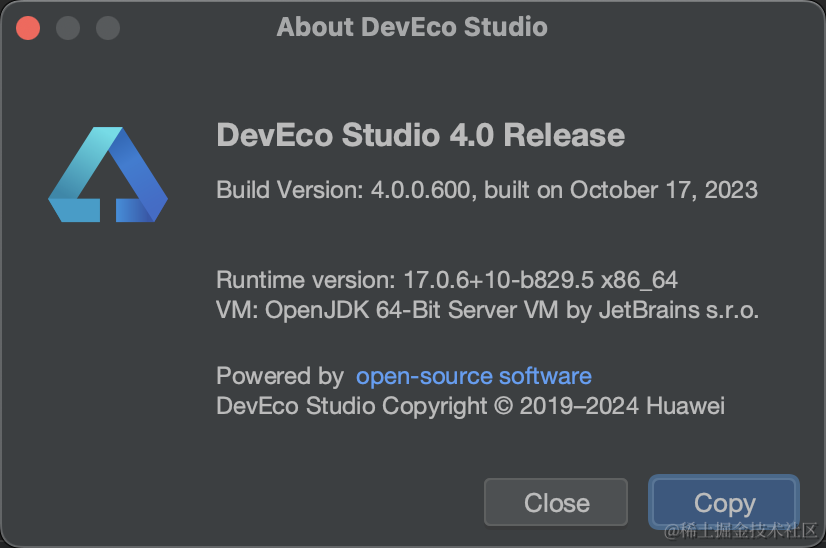 About DevEco Studio
DevEco Studio 4.0 Release
Build Version: 4.0.0.600, built on October 17, 2023
Runtime version: 17.0.6+10-b829.5 x86_64
VM: OpenJDK 64-Bit Server VM by JetBrains s.r.o.
Powered by open-source software
DevEco Studio Copyright © 2019–2024 Huawei
Close
Copy
@稀土掘金技术社区